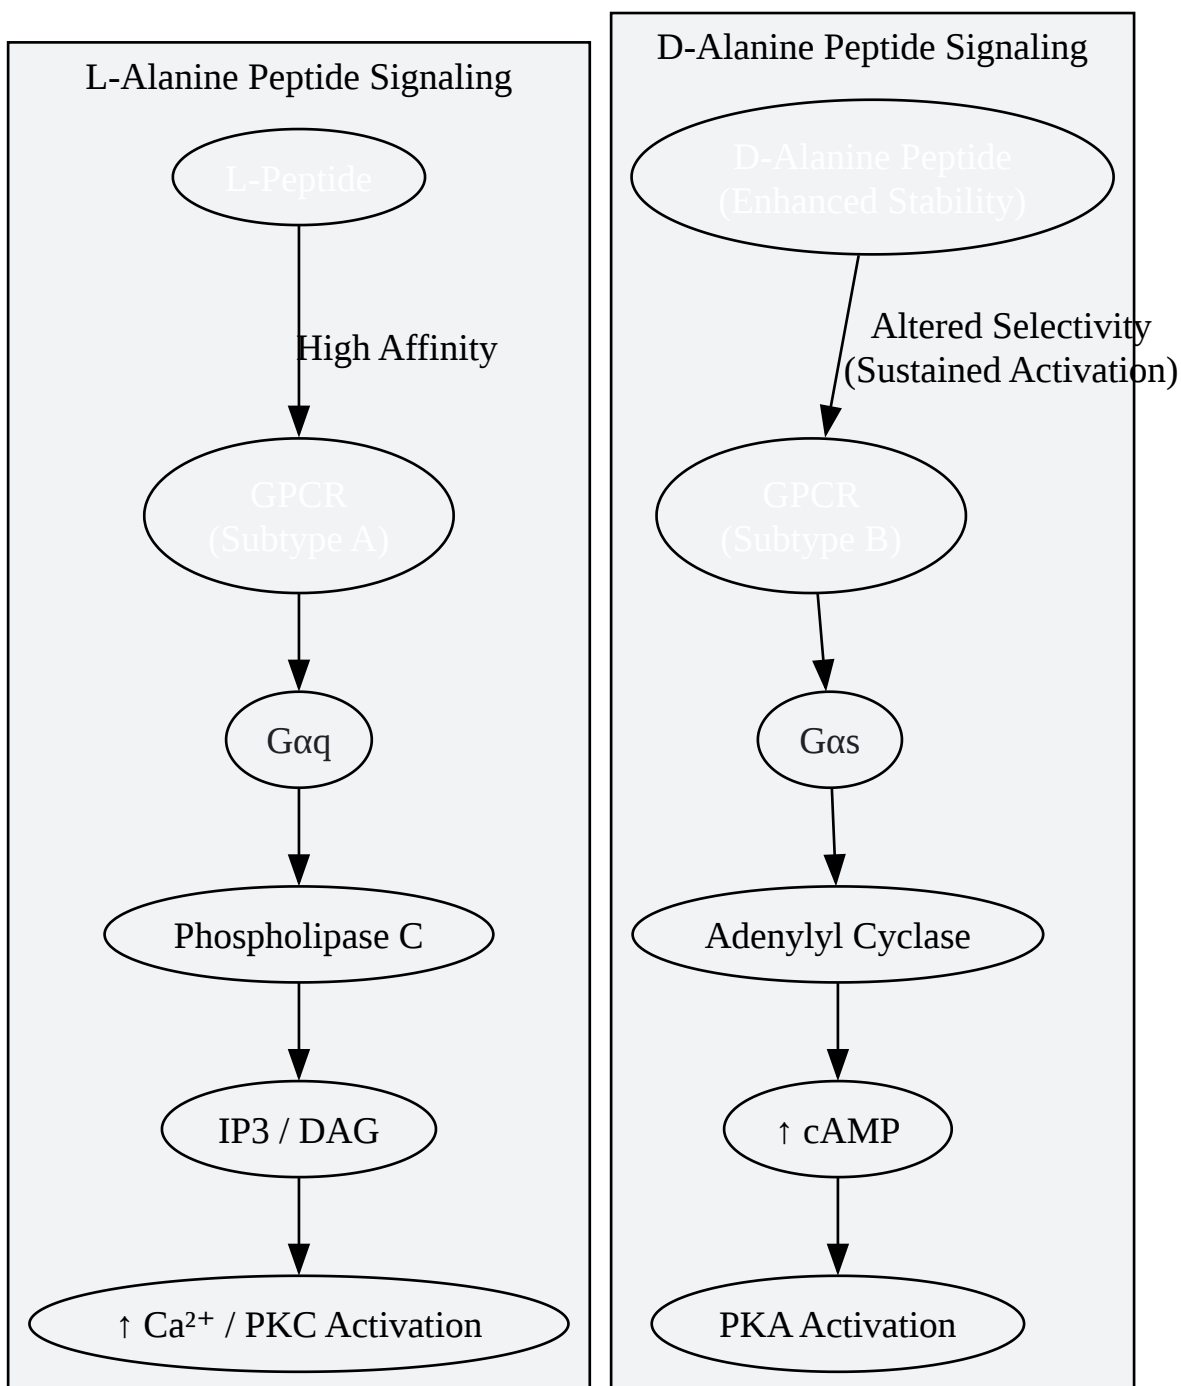 L-Alanine Peptide Signaling
L-Peptide
High Affinity
GPCR
(Subtype A)
Gαq
Phospholipase C
IP3 / DAG
↑ Ca²⁺ / PKC Activation
D-Alanine Peptide Signaling
D-Alanine Peptide
(Enhanced Stability)
Altered Selectivity
(Sustained Activation)
GPCR
(Subtype B)
Gαs
Adenylyl Cyclase
↑ cAMP
PKA Activation